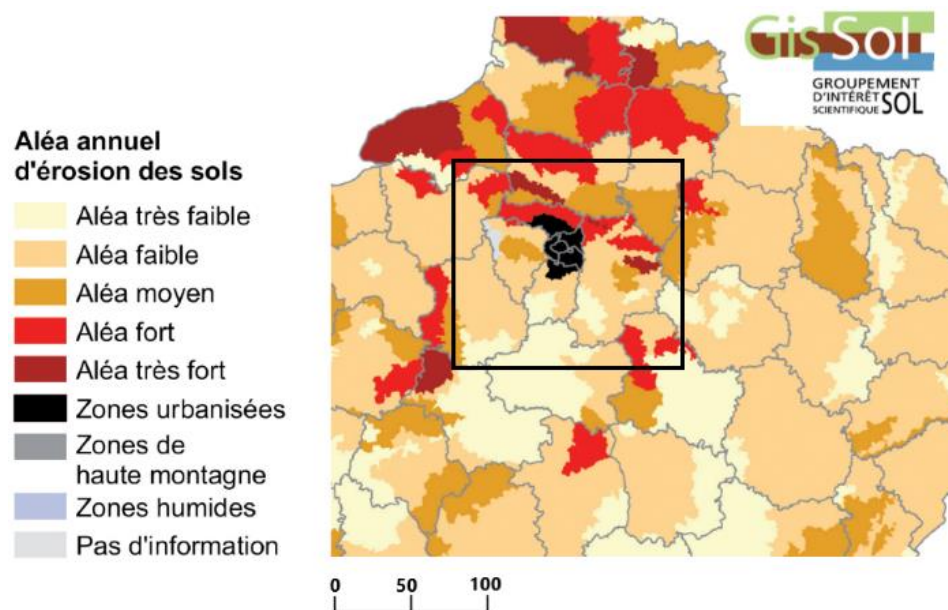 GisSol
GROUPEMENT
D'INTÉRÊT
SCIENTIFIQUE SOL
Aléa annuel
d'érosion des sols
Aléa très faible
Aléa faible
Aléa moyen
Aléa fort
Aléa très fort
Zones urbanisées
Zones de
haute montagne
Zones humides
Pas d'information
0 50 100